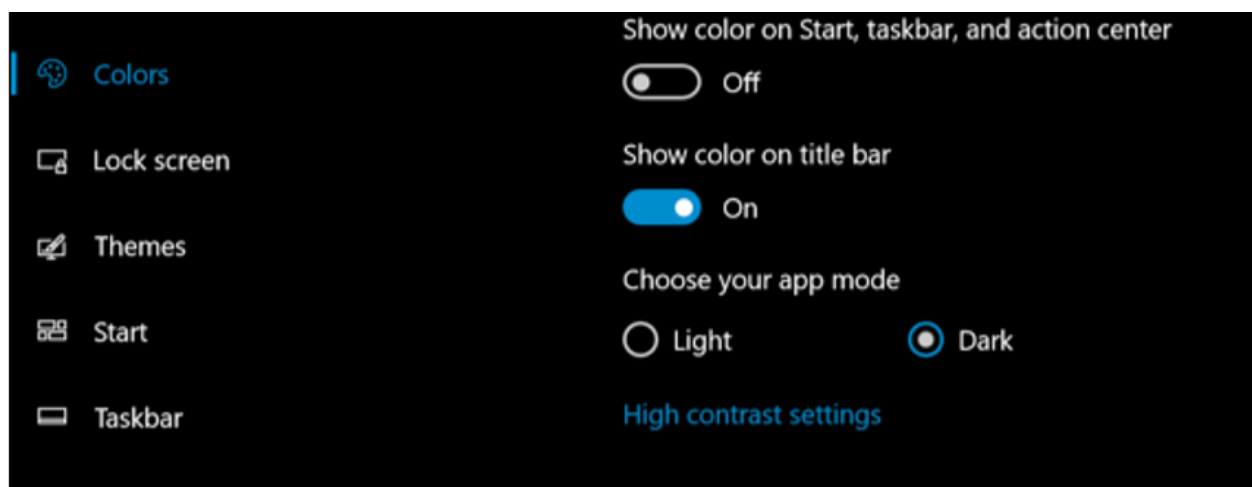 Colors
Lock screen
Themes
Start
Taskbar
Show color on Start, taskbar, and action center
Off
Show color on title bar
On
Choose your app mode
Light Dark
High contrast settings